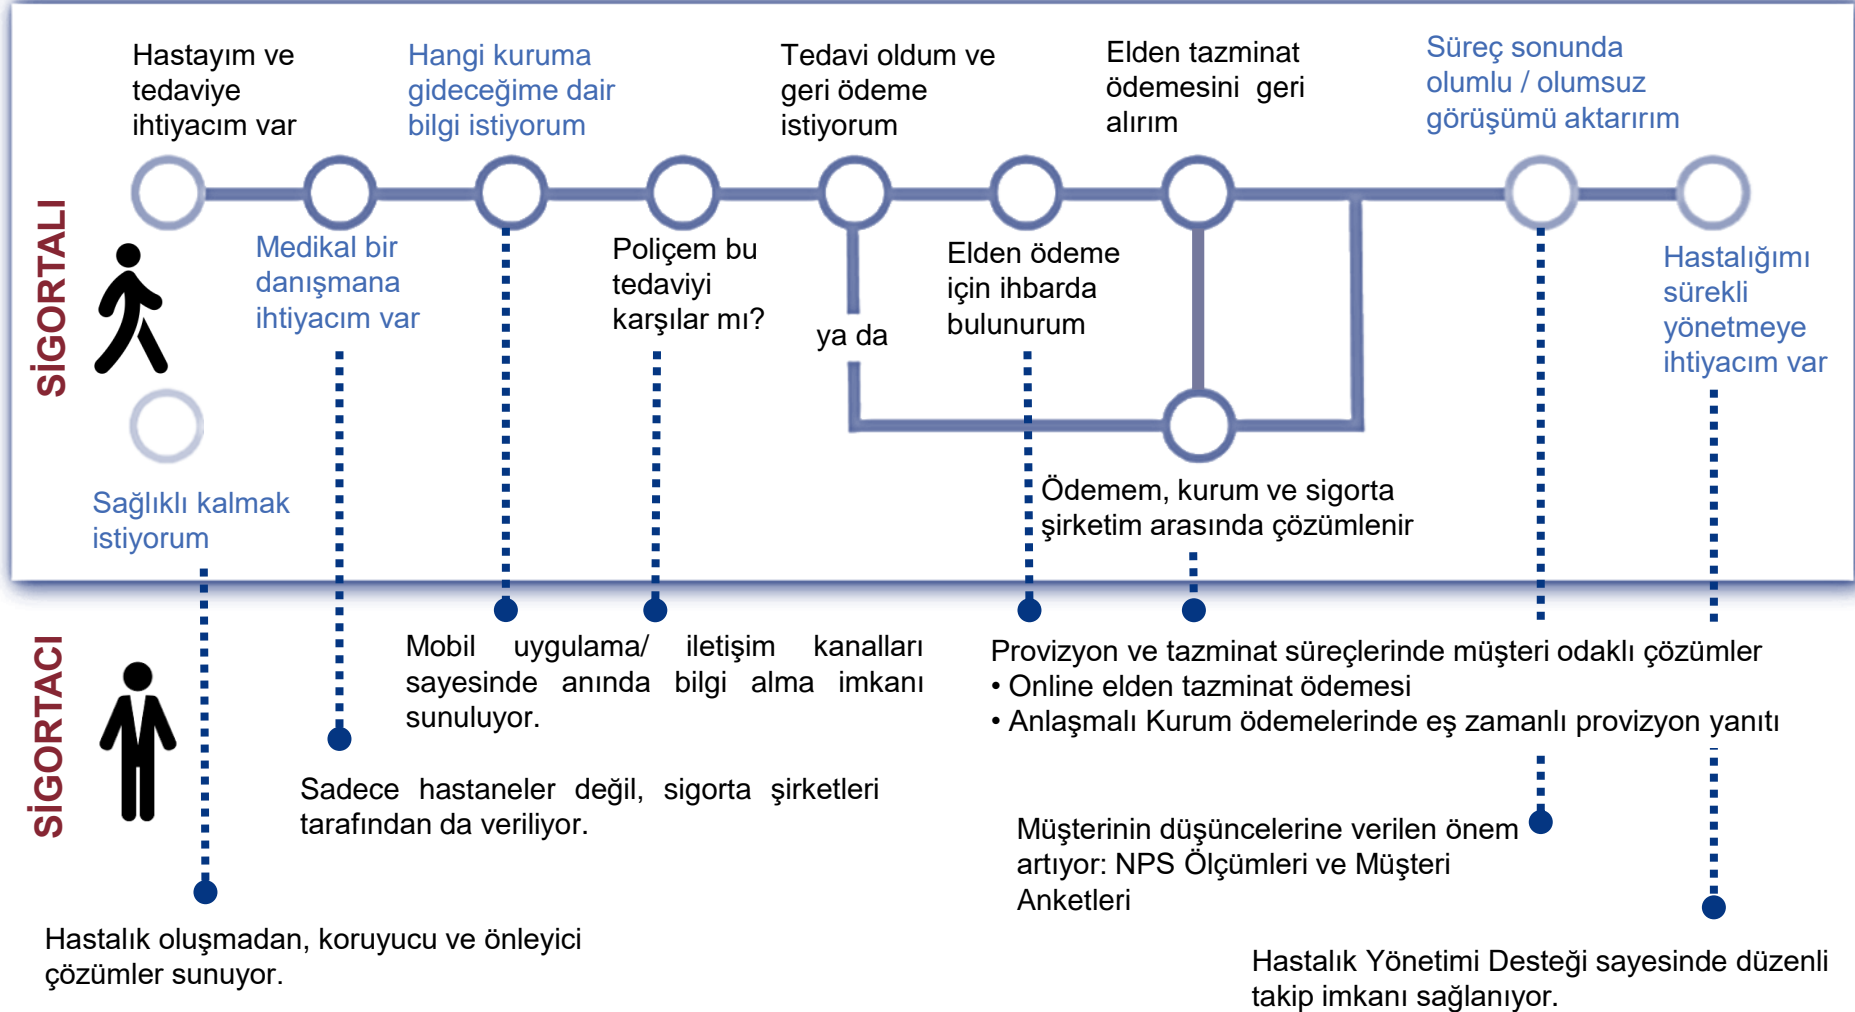 SİGORTALI
Hastayım ve
tedaviye
ihtiyacım var
Hangi kuruma
gideceğime dair
bilgi istiyorum
Tedavi oldum ve
geri ödeme
istiyorum
Elden tazminat
ödemesini geri
alırım
Süreç sonunda
olumlu / olumsuz
görüşümü aktarırım
Medikal bir
danışmana
ihtiyacım var
Poliçem bu
tedaviyi
karşılar mı?
ya da
Elden ödeme
için ihbarda
bulunurum
Hastalığımı
sürekli
yönetmeye
ihtiyacım var
Sağlıklı kalmak
istiyorum
Ödemem, kurum ve sigorta
şirketim arasında çözümlenir
SİGORTACI
Mobil uygulama/ iletişim kanalları
sayesinde anında bilgi alma imkanı
sunuluyor.
Provizyon ve tazminat süreçlerinde müşteri odaklı çözümler
• Online elden tazminat ödemesi
• Anlaşmalı Kurum ödemelerinde eş zamanlı provizyon yanıtı
Sadece hastaneler değil, sigorta şirketleri
tarafından da veriliyor.
Müşterinin düşüncelerine verilen önem
artıyor: NPS Ölçümleri ve Müşteri
Anketleri
Hastalık oluşmadan, koruyucu ve önleyici
çözümler sunuyor.
Hastalık Yönetimi Desteği sayesinde düzenli
takip imkanı sağlanıyor.